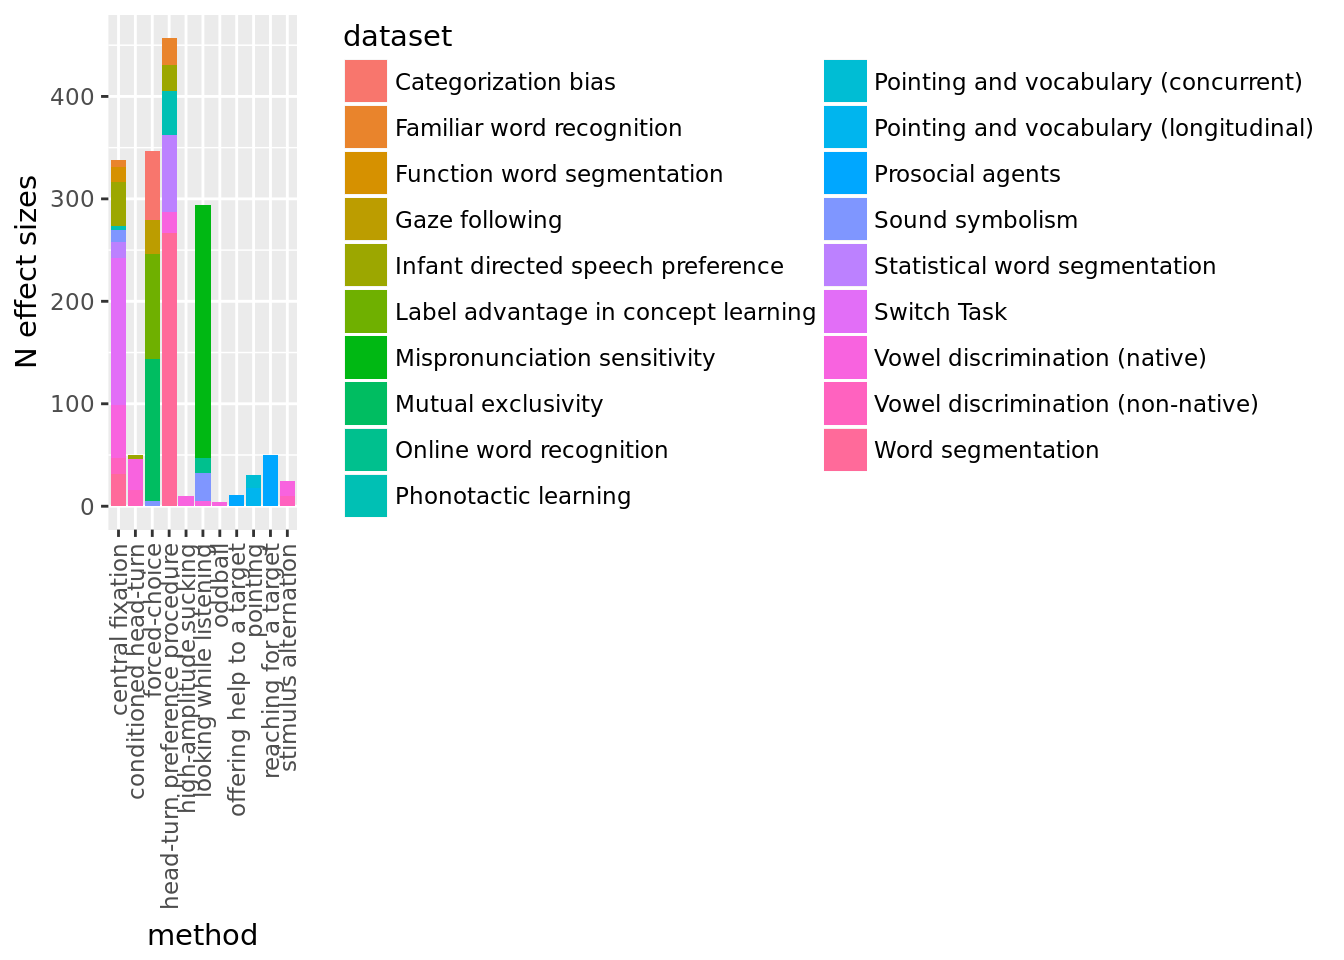 dataset
Categorization bias
Familiar word recognition
Function word segmentation
Gaze following
Infant directed speech preference
Label advantage in concept learning
Mispronunciation sensitivity
Mutual exclusivity
Online word recognition
Phonotactic learning
Pointing and vocabulary (concurrent)
Pointing and vocabulary (longitudinal)
Prosocial agents
Sound symbolism
Statistical word segmentation
Switch Task
Vowel discrimination (native)
Vowel discrimination (non-native)
Word segmentation
N effect sizes
400
300
200
100
0
central fixation
conditioned head-turn
forced-choice
head-turn preference procedure
high-amplitude sucking
looking while listening
oddball
offering help to a target
pointing
reaching for a target
stimulus alternation
method